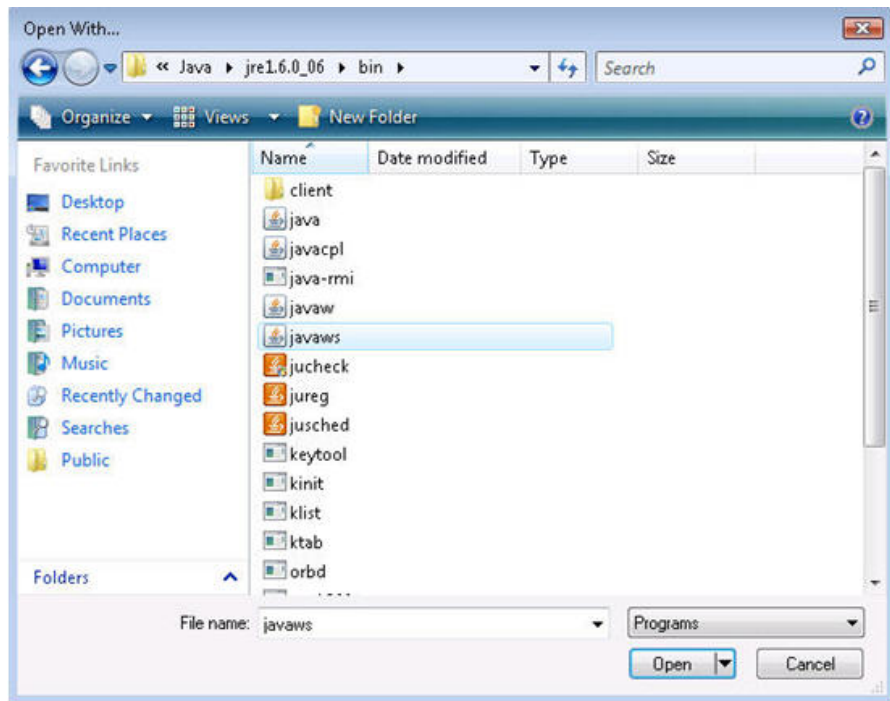 Open With...
« Java ▸ jre1.6.0_06 ▸ bin ▸ Search
Organize Views New Folder
Favorite Links
Desktop
Recent Places
Computer
Documents
Pictures
Music
Recently Changed
Searches
Public
Folders
Name Date modified Type Size
client
java
javacpl
java-rmi
javaw
javaws
jucheck
jureg
jusched
keytool
kinit
klist
ktab
orbd
File name: javaws Programs
Open Cancel